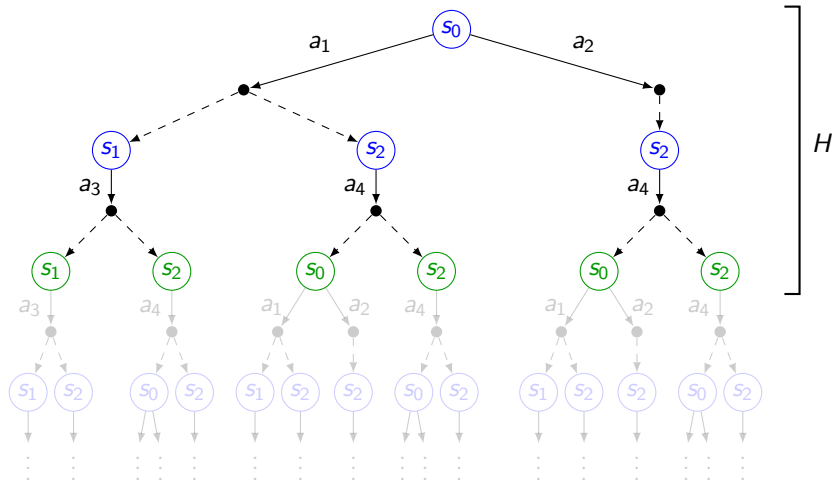 s₀
a₁ a₂
H
s₁ s₂ s₂
a₃ a₄ a₄
s₁ s₂ s₀ s₂ s₀ s₂
a₃ a₄ a₁ a₂ a₄ a₁ a₂ a₄
s₁ s₂ s₀ s₂ s₁ s₂ s₂ s₀ s₂ s₁ s₂ s₂ s₀ s₂